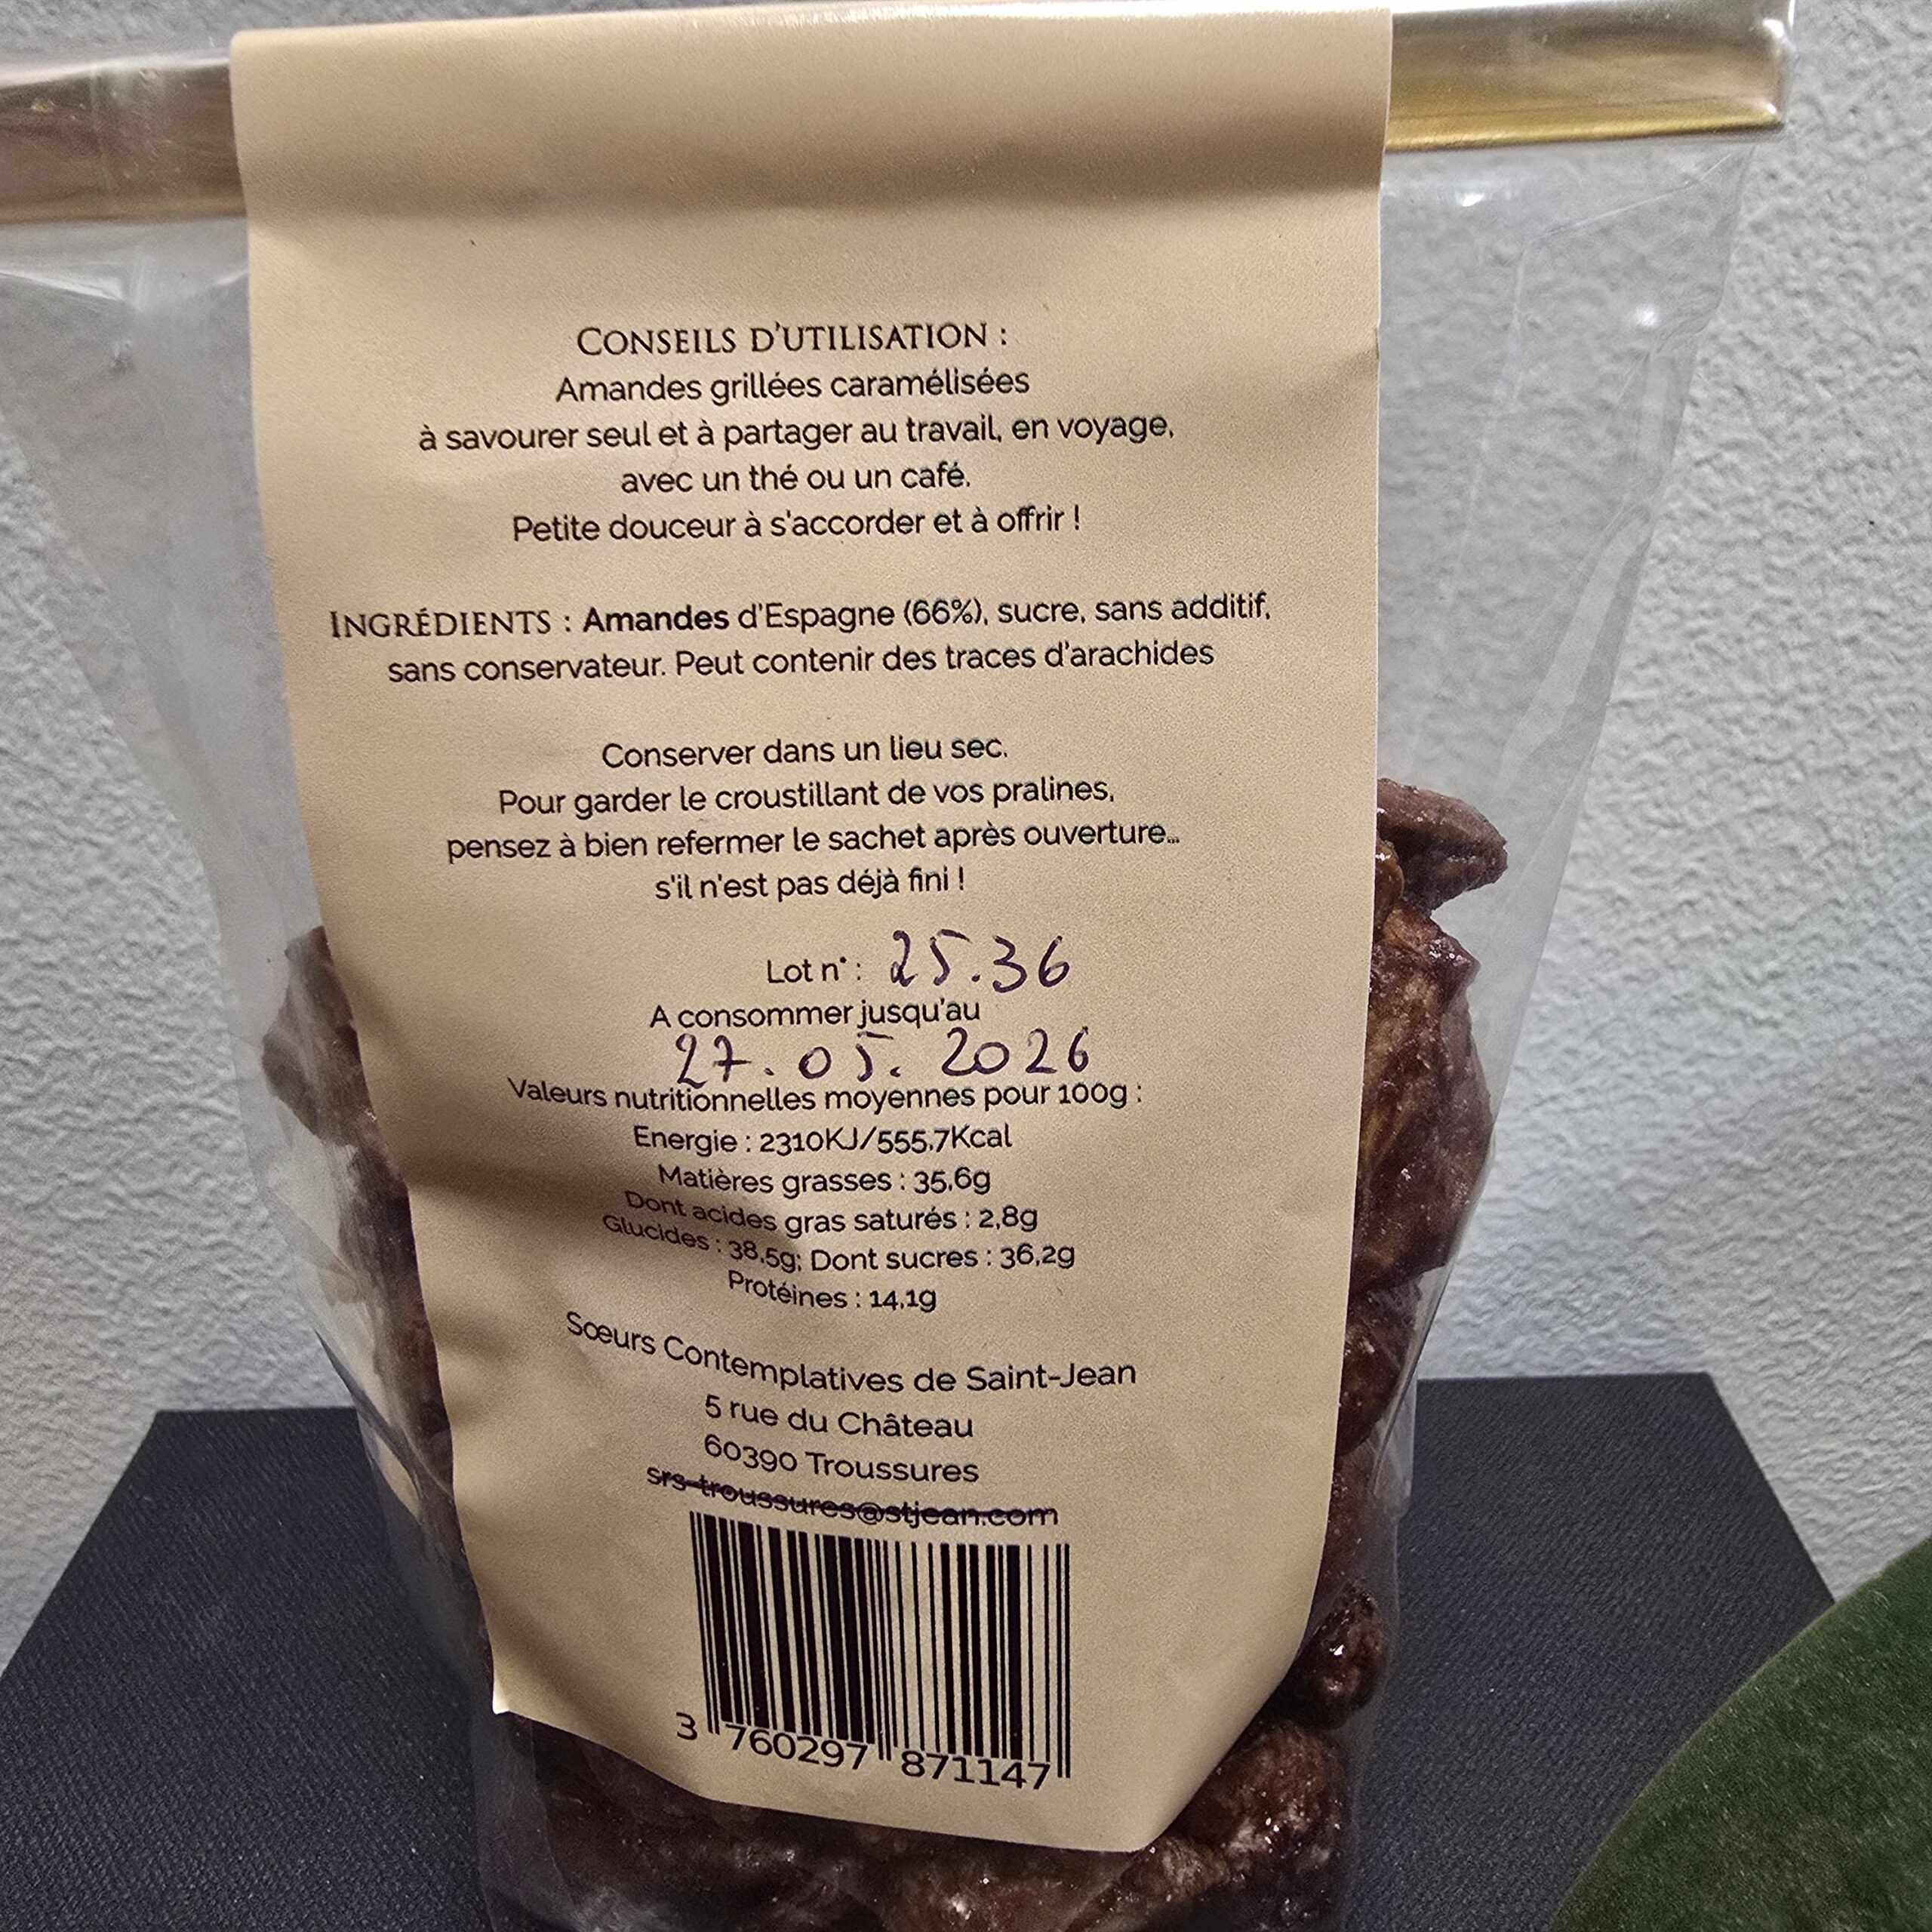 CONSEILS D'UTILISATION :
Amandes grillées caramélisées
à savourer seul et à partager au travail, en voyage,
avec un thé ou un café.
Petite douceur à s'accorder et à offrir !
INGRÉDIENTS : Amandes d'Espagne (66%), sucre, sans additif,
sans conservateur. Peut contenir des traces d'arachides
Conserver dans un lieu sec.
Pour garder le croustillant de vos pralines,
pensez à bien refermer le sachet après ouverture...
s'il n'est pas déjà fini !
Lot n° : 25.36
A consommer jusqu'au
27.05.2026
Valeurs nutritionnelles moyennes pour 100g :
Energie : 2310KJ/555,7Kcal
Matières grasses : 35,6g
Dont acides gras saturés : 2,8g
Glucides : 38,5g; Dont sucres : 36,2g
Protéines : 14,1g
Sœurs Contemplatives de Saint-Jean
5 rue du Château
60390 Troussures
srs-troussures@stjean.com
3 760297 871147